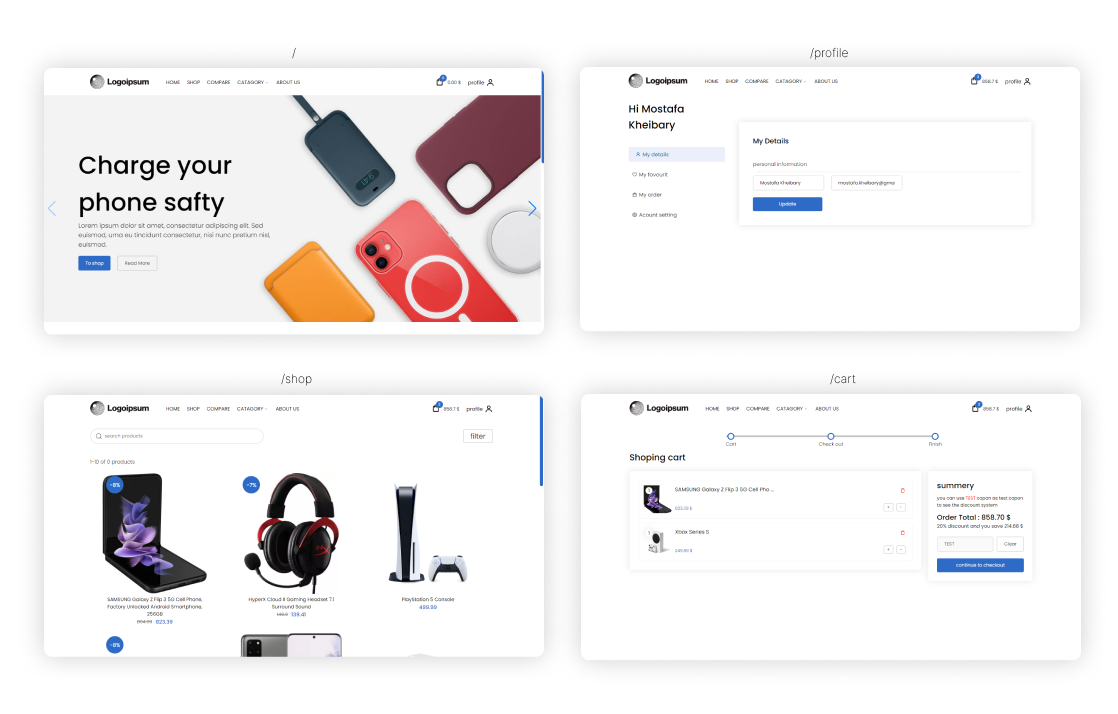 /
Logoipsum HOME SHOP COMPARE CATAGORY ABOUT US 0.00 $ profile
Charge your
phone safty
Lorem ipsum dolor sit amet, consectetur adipiscing elit. Sed
euismod, urna eu tincidunt consectetur, nisi nunc pretium nisl,
euismod.
To shop Read More
/profile
Logoipsum HOME SHOP COMPARE CATAGORY ABOUT US 858.7 $ profile
Hi Mostafa
Kheibary
My details
My favourit
My order
Acount setting
My Details
personal information
Mostafa Kheibary mostafa.kheibary@gma
Update
/shop
Logoipsum HOME SHOP COMPARE CATAGORY ABOUT US 858.7 $ profile
search products filter
1-10 of 0 products
-8%
-7%
SAMSUNG Galaxy Z Flip 3 5G Cell Phone,
Factory Unlocked Android Smartphone,
256GB
823.39
HyperX Cloud II Gaming Headset 7.1
Surround Sound
139.41
PlayStation 5 Console
499.99
-6%
/cart
Logoipsum HOME SHOP COMPARE CATAGORY ABOUT US 858.7 $ profile
Cart Check out Finish
Shoping cart
SAMSUNG Galaxy Z Flip 3 5G Cell Pho ...
823.39 $
+ -
Xbox Series S
249.99 $
+ -
summery
you can use TEST copon as test copon
to see the discount system
Order Total : 858.70 $
20% discount and you save 214.68 $
TEST Clear
continue to checkout